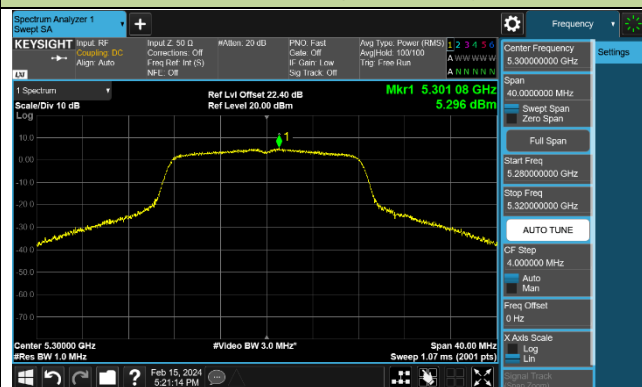 Spectrum Analyzer 1
Swept SA
Frequency
KEYSIGHT
Input: RF
Coupling: DC
Align: Auto
Input Z: 50 Ω
Corrections: Off
Freq Ref: Int (S)
NFE: Off
#Atten: 20 dB
PNO: Fast
Gate: Off
IF Gain: Low
Sig Track: Off
Avg Type: Power (RMS)
Avg|Hold: 100/100
Trig: Free Run
1 2 3 4 5 6
A W W W W W
A N N N N N
LXI
1 Spectrum
Scale/Div 10 dB
Log
Ref Lvl Offset 22.40 dB
Ref Level 20.00 dBm
Mkr1 5.301 08 GHz
5.296 dBm
1
10.0
0.00
-10.0
-20.0
-30.0
-40.0
-50.0
-60.0
-70.0
Center 5.30000 GHz
#Res BW 1.0 MHz
#Video BW 3.0 MHz*
Span 40.00 MHz
Sweep 1.07 ms (2001 pts)
Center Frequency
5.300000000 GHz
Span
40.0000000 MHz
Swept Span
Zero Span
Full Span
Start Freq
5.280000000 GHz
Stop Freq
5.320000000 GHz
AUTO TUNE
CF Step
4.000000 MHz
Auto
Man
Freq Offset
0 Hz
X Axis Scale
Log
Lin
Signal Track
(Span Zoom)
Settings
Feb 15, 2024
5:21:14 PM